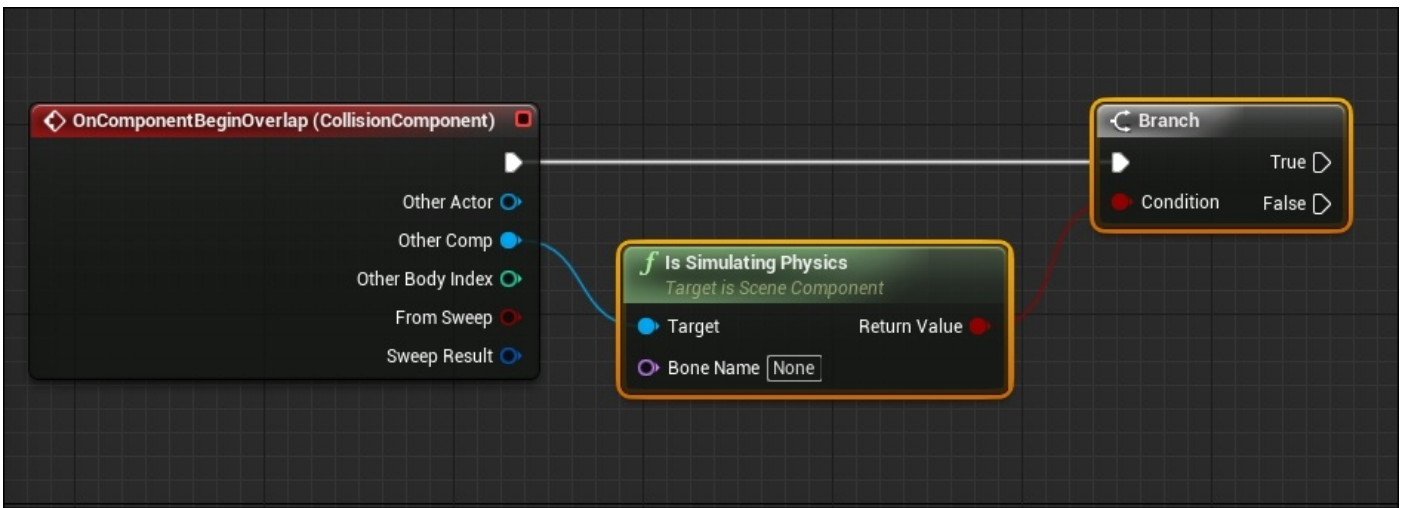 OnComponentBeginOverlap (CollisionComponent)
Other Actor
Other Comp
Other Body Index
From Sweep
Sweep Result
f Is Simulating Physics
Target is Scene Component
Target Return Value
Bone Name None
Branch
True
Condition False